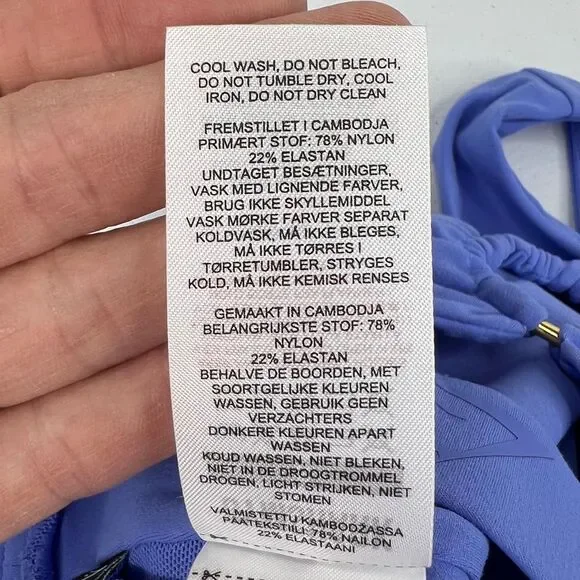 COOL WASH, DO NOT BLEACH,
DO NOT TUMBLE DRY, COOL
IRON, DO NOT DRY CLEAN
FREMSTILLET I CAMBODJA
PRIMÆRT STOF: 78% NYLON
22% ELASTAN
UNDTAGET BESÆTNINGER,
VASK MED LIGNENDE FARVER,
BRUG IKKE SKYLLEMIDDEL
VASK MØRKE FARVER SEPARAT
KOLDVASK, MÅ IKKE BLEGES,
MÅ IKKE TØRRES I
TØRRETUMBLER, STRYGES
KOLD, MÅ IKKE KEMISK RENSES
GEMAAKT IN CAMBODJA
BELANGRIJKSTE STOF: 78%
NYLON
22% ELASTAN
BEHALVE DE BOORDEN, MET
SOORTGELIJKE KLEUREN
WASSEN, GEBRUIK GEEN
VERZACHTERS
DONKERE KLEUREN APART
WASSEN
KOUD WASSEN, NIET BLEKEN,
NIET IN DE DROOGTROMMEL
DROGEN, LICHT STRIJKEN, NIET
STOMEN
VALMISTETTU KAMBODŽASSA
PÄÄTEKSTIILI: 78% NAILON
22% ELASTAANI